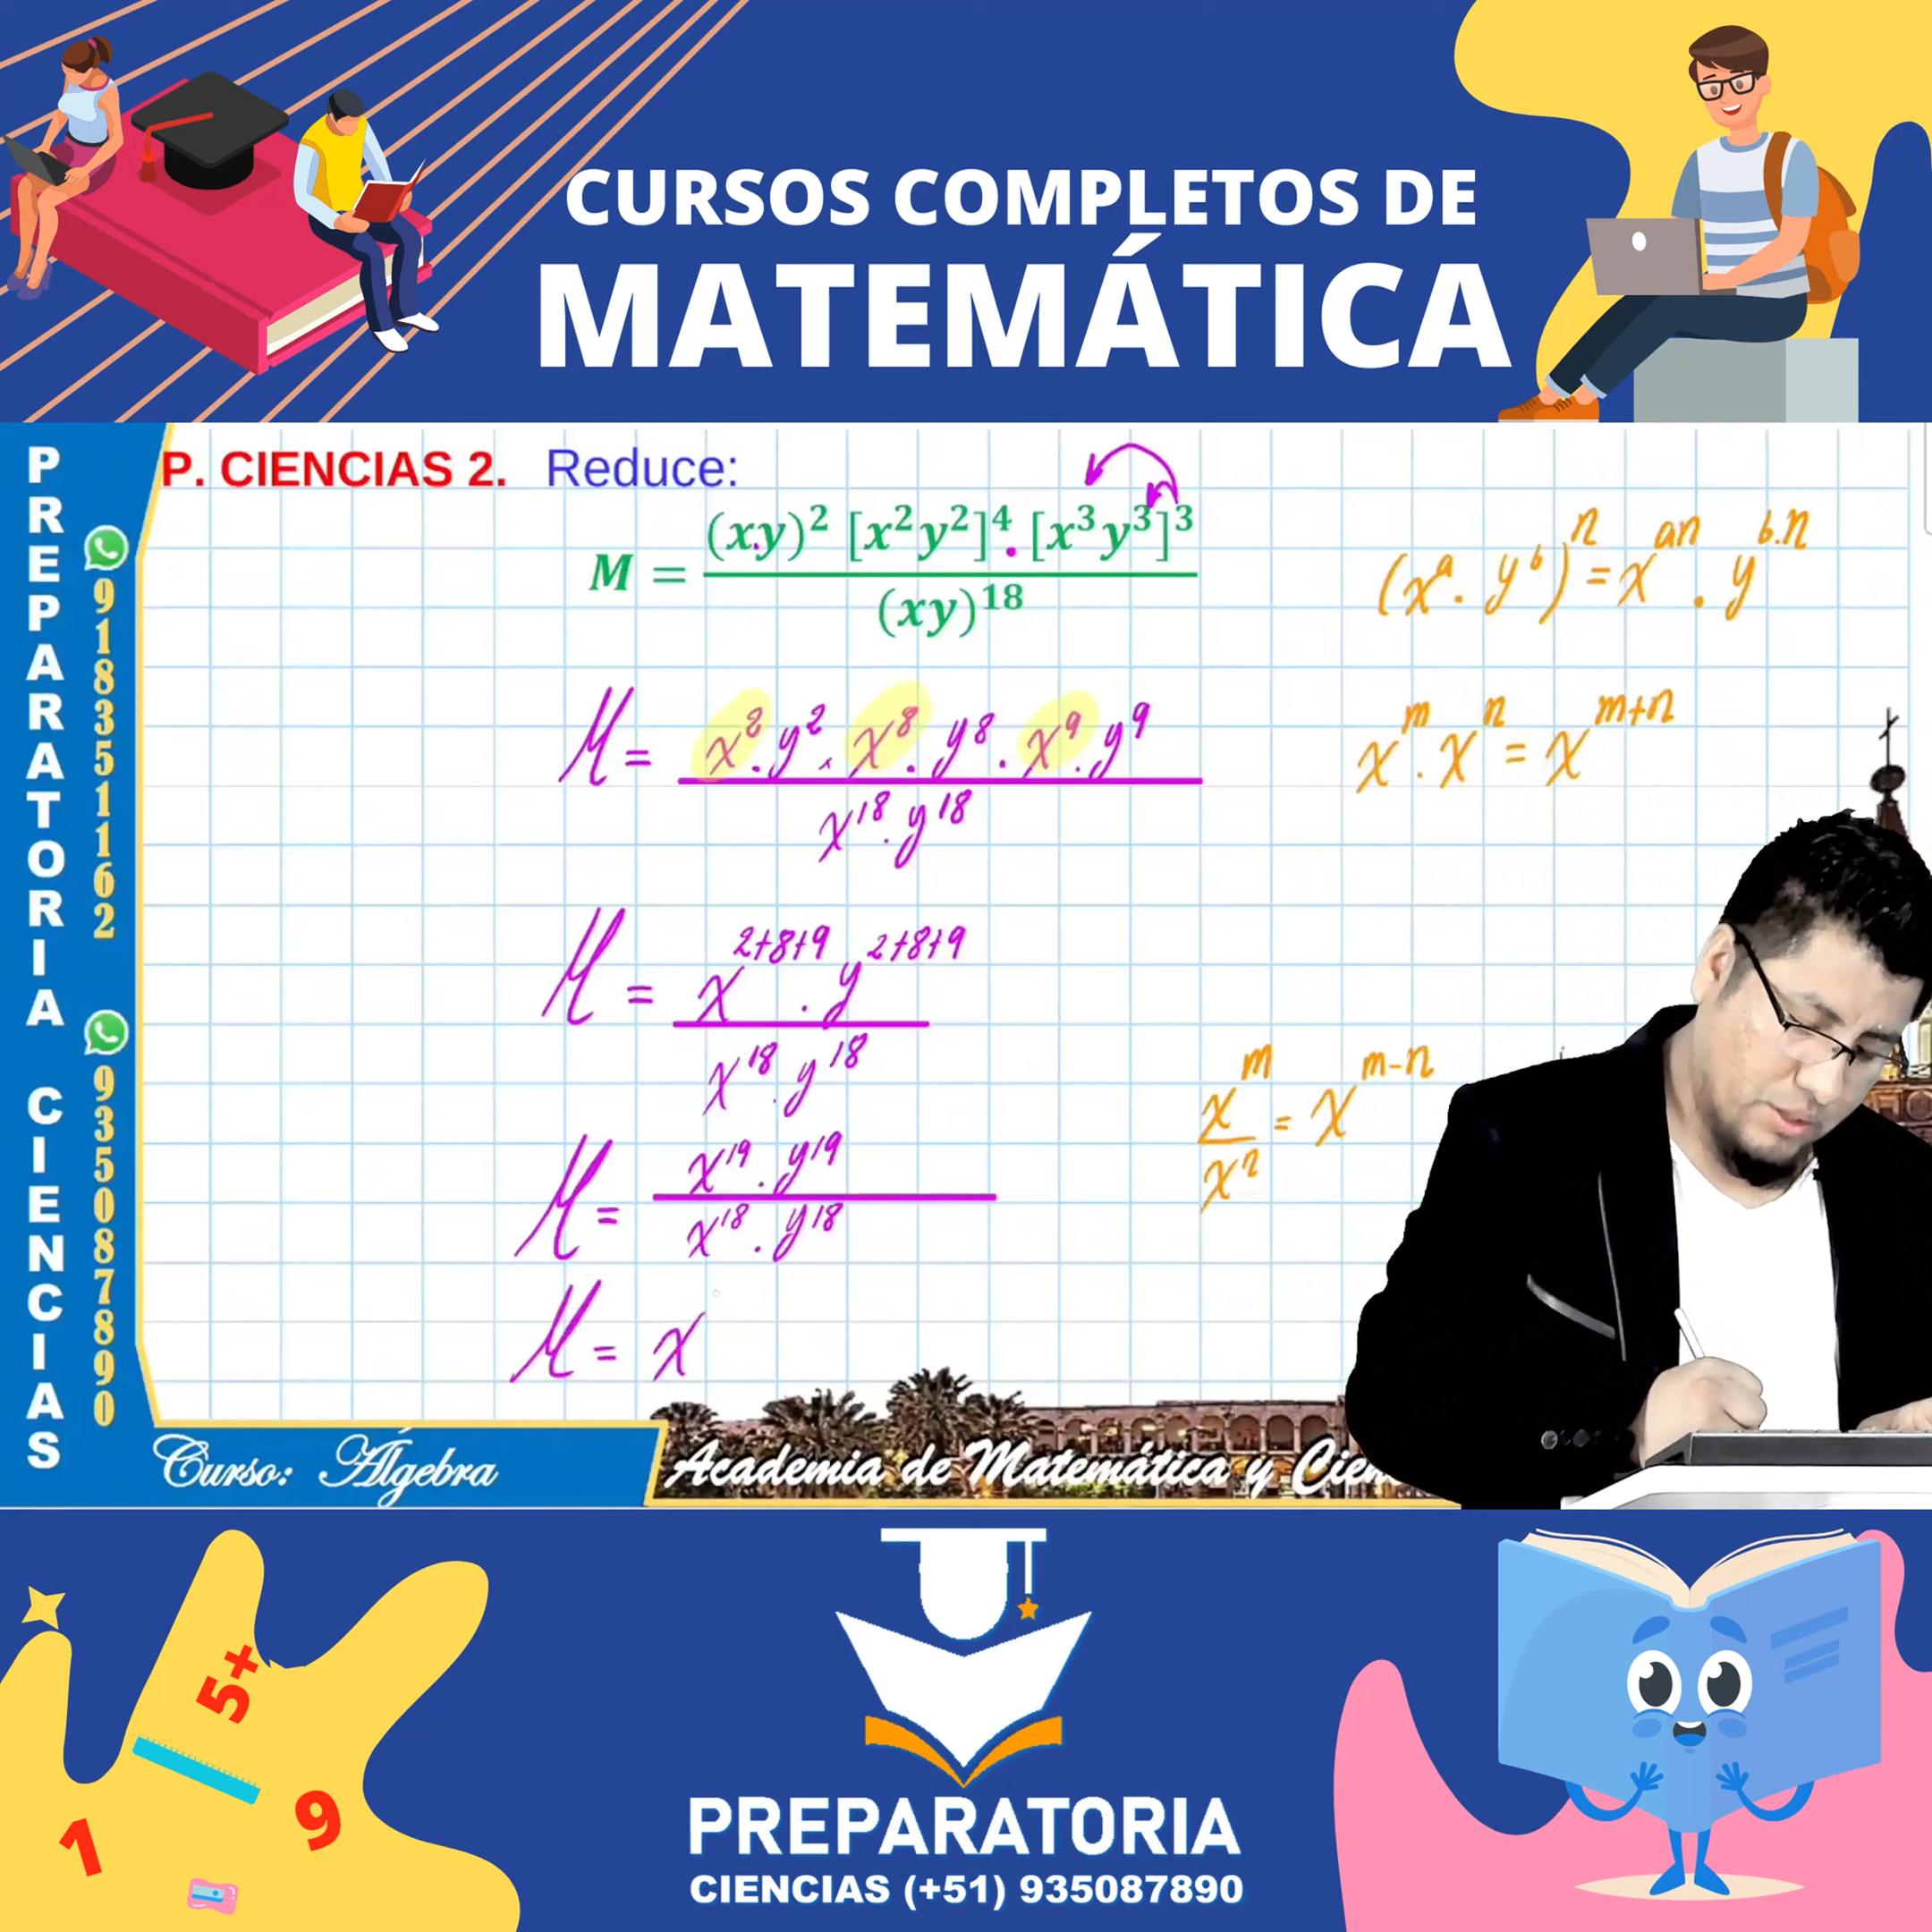 CURSOS COMPLETOS DE
MATEMÁTICA
PREPARATORIA CIENCIAS
918351162
935087890
P. CIENCIAS 2. Reduce:
M = (xy)² [x²y²]⁴ . [x³y³]³ / (xy)¹⁸
(xᵃ . yᵇ)ⁿ = xᵃⁿ . yᵇ·ⁿ
M = x² . y² . x⁸ . y⁸ . x⁹ . y⁹ / x¹⁸ . y¹⁸
xᵐ . xⁿ = xᵐ⁺ⁿ
M = x²⁺⁸⁺⁹ . y²⁺⁸⁺⁹ / x¹⁸ . y¹⁸
xᵐ / xⁿ = xᵐ⁻ⁿ
M = x¹⁹ . y¹⁹ / x¹⁸ . y¹⁸
M = x
Curso: Álgebra
Academia de Matemática y Cien
5+
1
9
PREPARATORIA
CIENCIAS (+51) 935087890